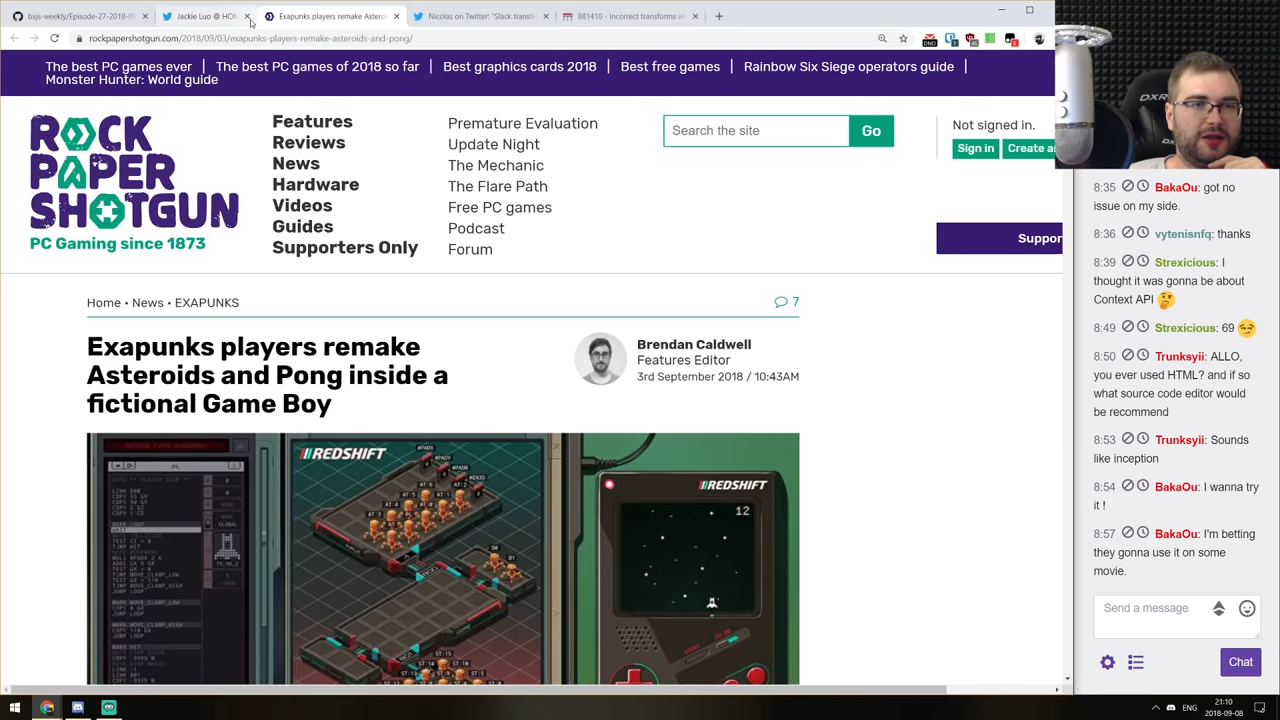 bxjs-weekly/Episode-27-2018-09
Jackie Luo @ HO
Exapunks players remake Astero
Nicolas on Twitter: "Slack transf
881410 - Incorrect transforms w
rockpapershotgun.com/2018/09/03/exapunks-players-remake-asteroids-and-pong/
The best PC games ever | The best PC games of 2018 so far | Best graphics cards 2018 | Best free games | Rainbow Six Siege operators guide |
Monster Hunter: World guide
ROCK
PAPER
SHOTGUN
PC Gaming since 1873
Features
Reviews
News
Hardware
Videos
Guides
Supporters Only
Premature Evaluation
Update Night
The Mechanic
The Flare Path
Free PC games
Podcast
Forum
Search the site
Go
Not signed in.
Sign in
Create a
Suppor
Home • News • EXAPUNKS
7
Exapunks players remake
Asteroids and Pong inside a
fictional Game Boy
Brendan Caldwell
Features Editor
3rd September 2018 / 10:43AM
REDSHIFT
REDSHIFT
12
8:35 BakaOu: got no
issue on my side.
8:36 vytenisnfq: thanks
8:39 Strexicious: I
thought it was gonna be about
Context API
8:49 Strexicious: 69
8:50 Trunksyii: ALLO,
you ever used HTML? and if so
what source code editor would
be recommend
8:53 Trunksyii: Sounds
like inception
8:54 BakaOu: I wanna try
it !
8:57 BakaOu: I'm betting
they gonna use it on some
movie.
Send a message
Chat
ENG
21:10
2018-09-08